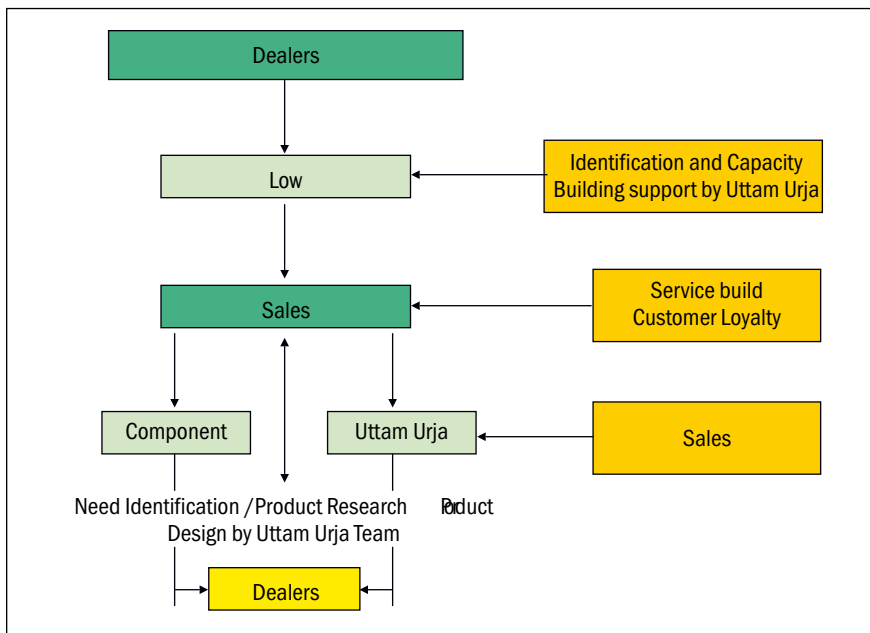 Dealers
Low
Identification and Capacity
Building support by Uttam Urja
Sales
Service build
Customer Loyalty
Component
Uttam Urja
Sales
Need Identification /Product Research Product
Design by Uttam Urja Team
Dealers